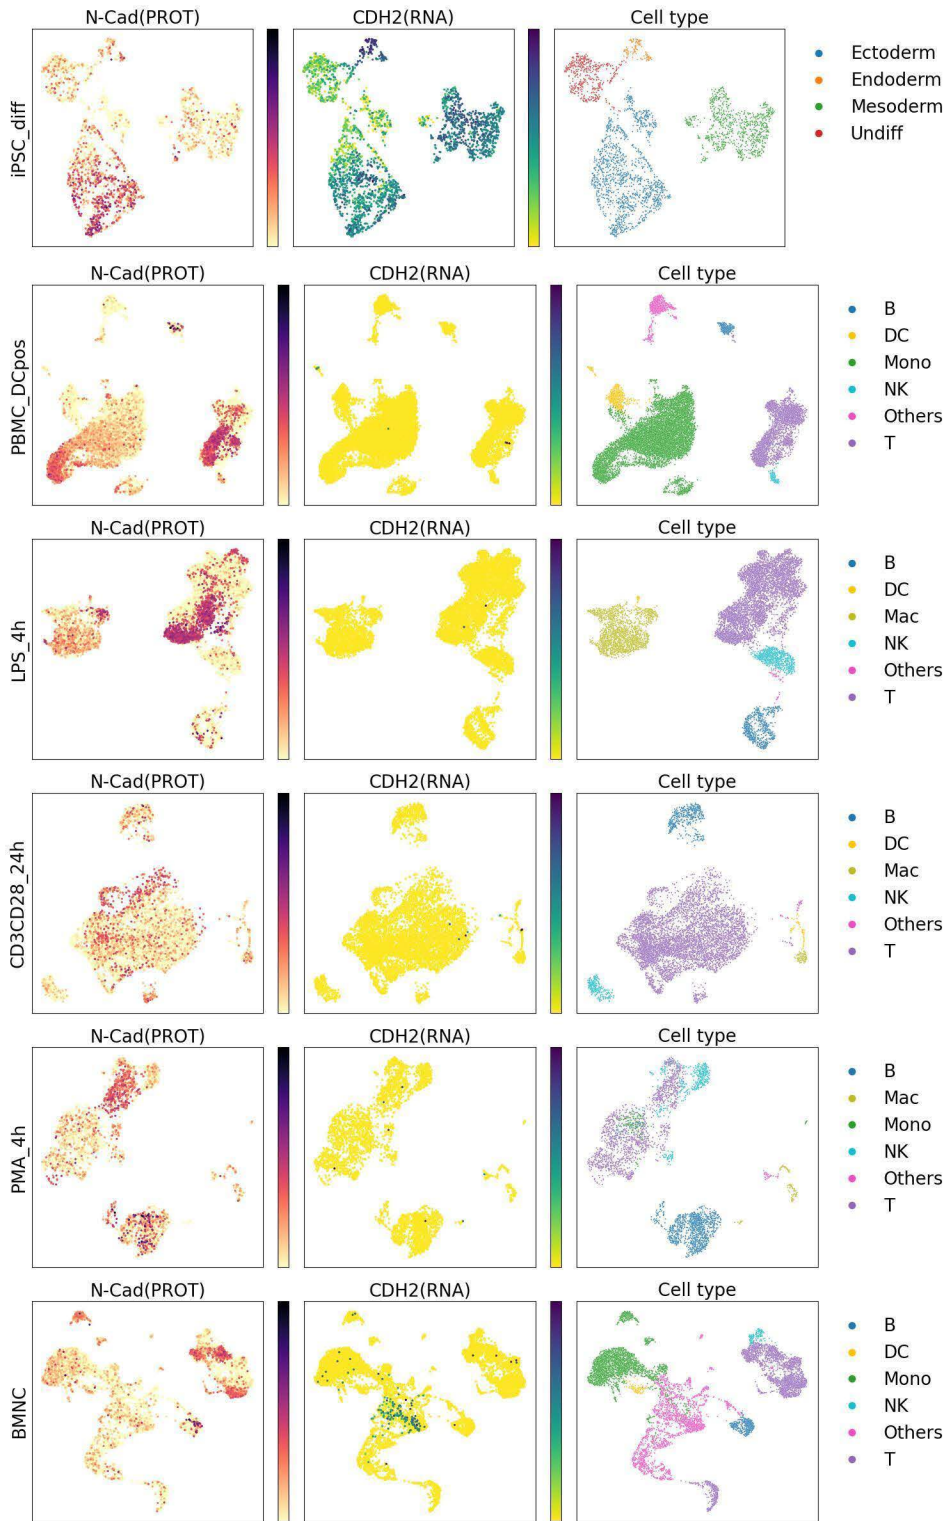 N-Cad(PROT) CDH2(RNA) Cell type
iPSC_diff
Ectoderm
Endoderm
Mesoderm
Undiff
N-Cad(PROT) CDH2(RNA) Cell type
PBMC_DCpos
B
DC
Mono
NK
Others
T
N-Cad(PROT) CDH2(RNA) Cell type
LPS_4h
B
DC
Mac
NK
Others
T
N-Cad(PROT) CDH2(RNA) Cell type
CD3CD28_24h
B
DC
Mac
NK
Others
T
N-Cad(PROT) CDH2(RNA) Cell type
PMA_4h
B
Mac
Mono
NK
Others
T
N-Cad(PROT) CDH2(RNA) Cell type
BMNC
B
DC
Mono
NK
Others
T